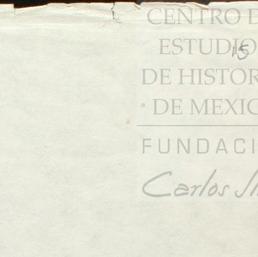 CENTRO D
ESTUDIO
15
DE HISTOR
DE MEXIC
FUNDACI
Carlos Sl